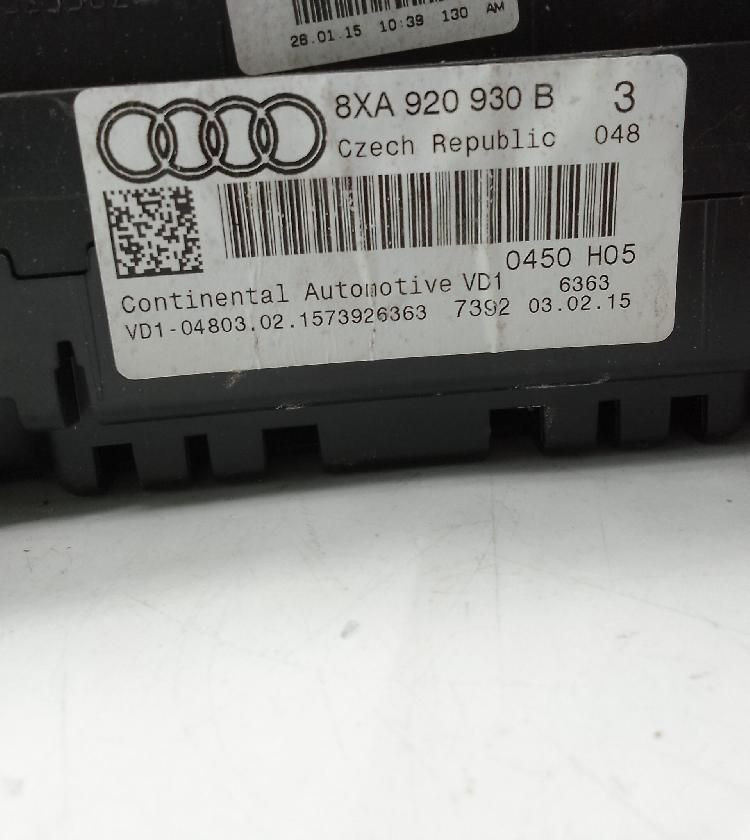 28.01.15 10:39 130 AM
8XA 920 930 B 3
Czech Republic 048
0450 H05
Continental Automotive VD1 6363
VD1-04803.02.1573926363 7392 03.02.15